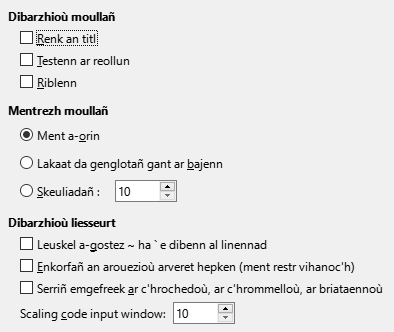 Dibarzhioù moullañ
Renk an titl
Testenn ar reollun
Riblenn
Mentrezh moullañ
Ment a-orin
Lakaat da genglotañ gant ar bajenn
Skeuliadañ : 10
Dibarzhioù liesseurt
Leuskel a-gostez ~ ha ` e dibenn al linennad
Enkorfañ an arouezioù arveret hepken (ment restr vihanoc'h)
Serriñ emgefreek ar c'hrochedoù, ar c'hrommelloù, ar briataennoù
Scaling code input window: 10